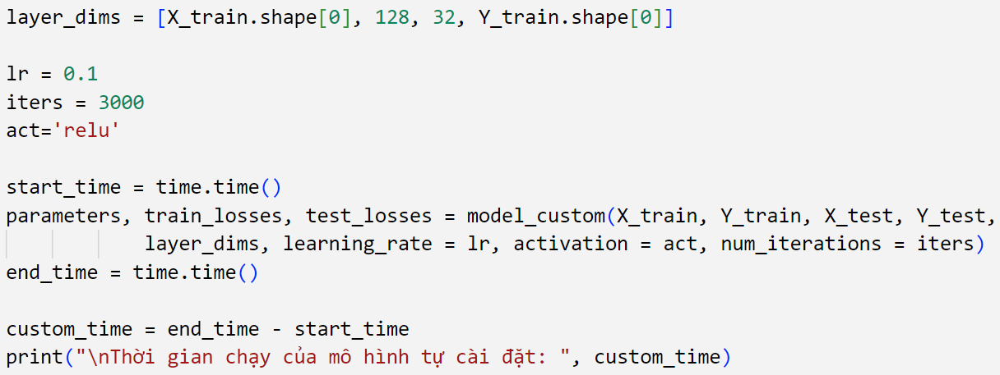 layer_dims = [X_train.shape[0], 128, 32, Y_train.shape[0]]
lr = 0.1
iters = 3000
act='relu'
start_time = time.time()
parameters, train_losses, test_losses = model_custom(X_train, Y_train, X_test, Y_test,
layer_dims, learning_rate = lr, activation = act, num_iterations = iters)
end_time = time.time()
custom_time = end_time - start_time
print("\nThời gian chạy của mô hình tự cài đặt: ", custom_time)